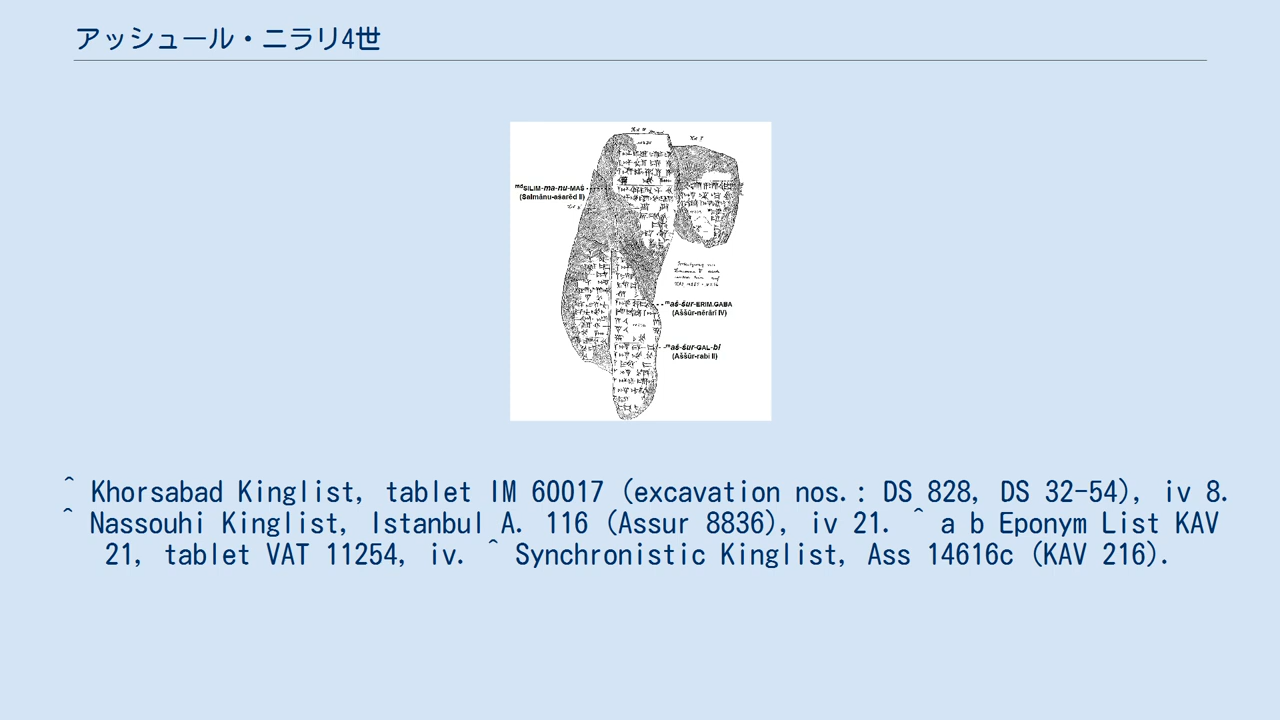 アッシュール・ニラリ4世
mdSILIM-ma-nu-MAŠ
(Salmānu-ašarēd II)
maš-šur-ERIM.GABA
(Aššūr-nērārī IV)
maš-šur-GAL-bi
(Aššūr-rabi II)
^ Khorsabad Kinglist, tablet IM 60017 (excavation nos.: DS 828, DS 32-54), iv 8.
^ Nassouhi Kinglist, Istanbul A. 116 (Assur 8836), iv 21. ^ a b Eponym List KAV
21, tablet VAT 11254, iv. ^ Synchronistic Kinglist, Ass 14616c (KAV 216).